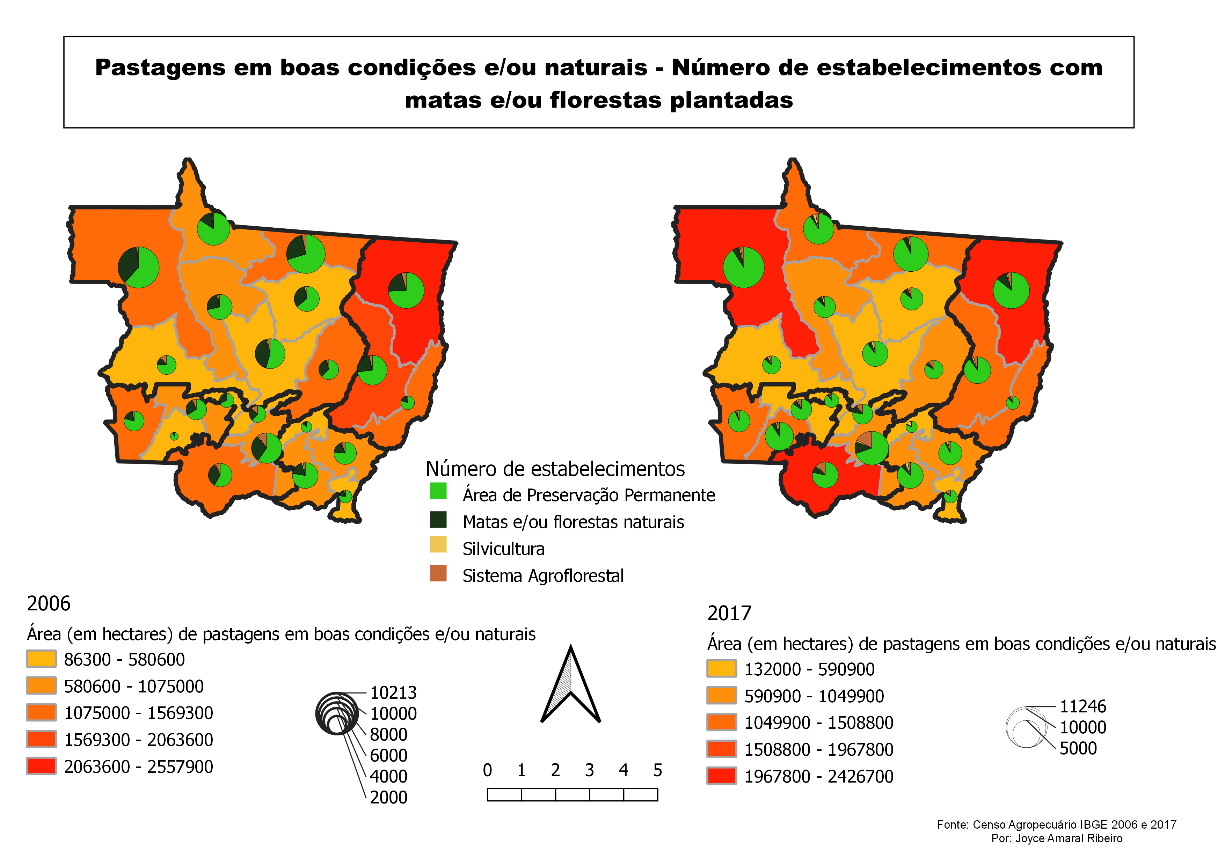 Pastagens em boas condições e/ou naturais - Número de estabelecimentos com
matas e/ou florestas plantadas
Número de estabelecimentos
Área de Preservação Permanente
Matas e/ou florestas naturais
Silvicultura
Sistema Agroflorestal
2006
Área (em hectares) de pastagens em boas condições e/ou naturais
86300 - 580600
580600 - 1075000
1075000 - 1569300
1569300 - 2063600
2063600 - 2557900
10213
10000
8000
6000
4000
2000
0 1 2 3 4 5
2017
Área (em hectares) de pastagens em boas condições e/ou naturais
132000 - 590900
590900 - 1049900
1049900 - 1508800
1508800 - 1967800
1967800 - 2426700
11246
10000
5000
Fonte: Censo Agropecuário IBGE 2006 e 2017
Por: Joyce Amaral Ribeiro